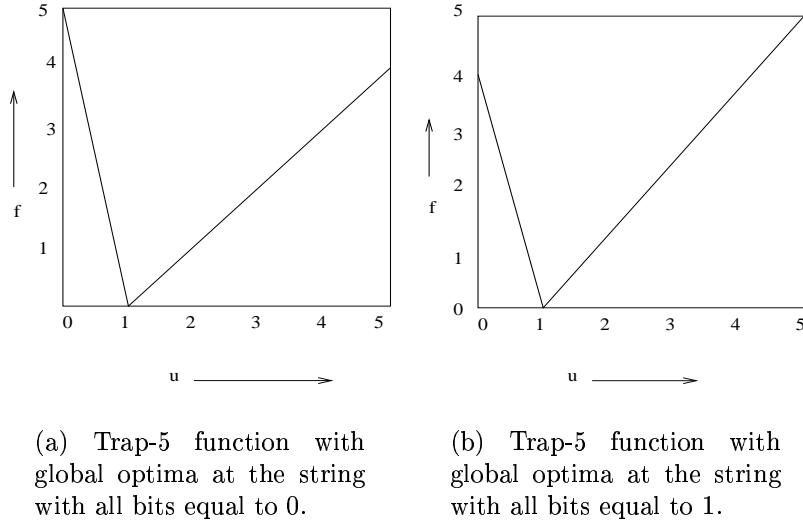 5
4
3
2
f
1
0 1 2 3 4 5
u
(a) Trap-5 function with
global optima at the string
with all bits equal to 0.
5
4
3
2
f
1
0
0 1 2 3 4 5
u
(b) Trap-5 function with
global optima at the string
with all bits equal to 1.